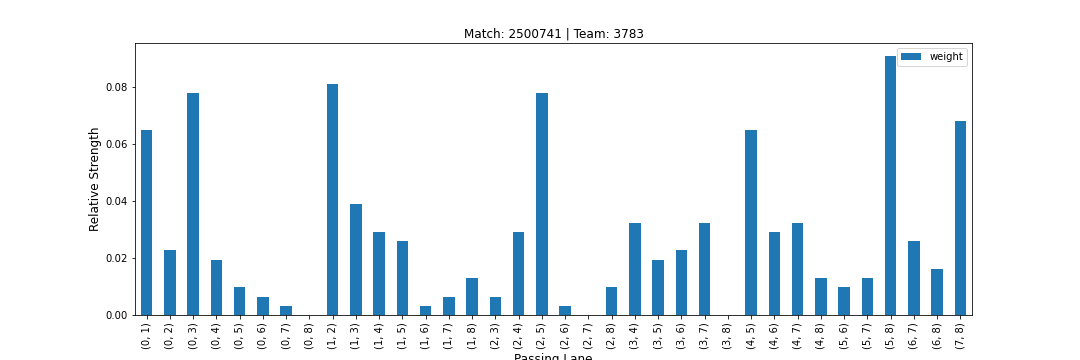 Match: 2500741 | Team: 3783
weight
Relative Strength
0.08
0.06
0.04
0.02
0.00
(0, 1) (0, 2) (0, 3) (0, 4) (0, 5) (0, 6) (0, 7) (0, 8) (1, 2) (1, 3) (1, 4) (1, 5) (1, 6) (1, 7) (1, 8) (2, 3) (2, 4) (2, 5) (2, 6) (2, 7) (2, 8) (3, 4) (3, 5) (3, 6) (3, 7) (3, 8) (4, 5) (4, 6) (4, 7) (4, 8) (5, 6) (5, 7) (5, 8) (6, 7) (6, 8) (7, 8)
Passing Lane